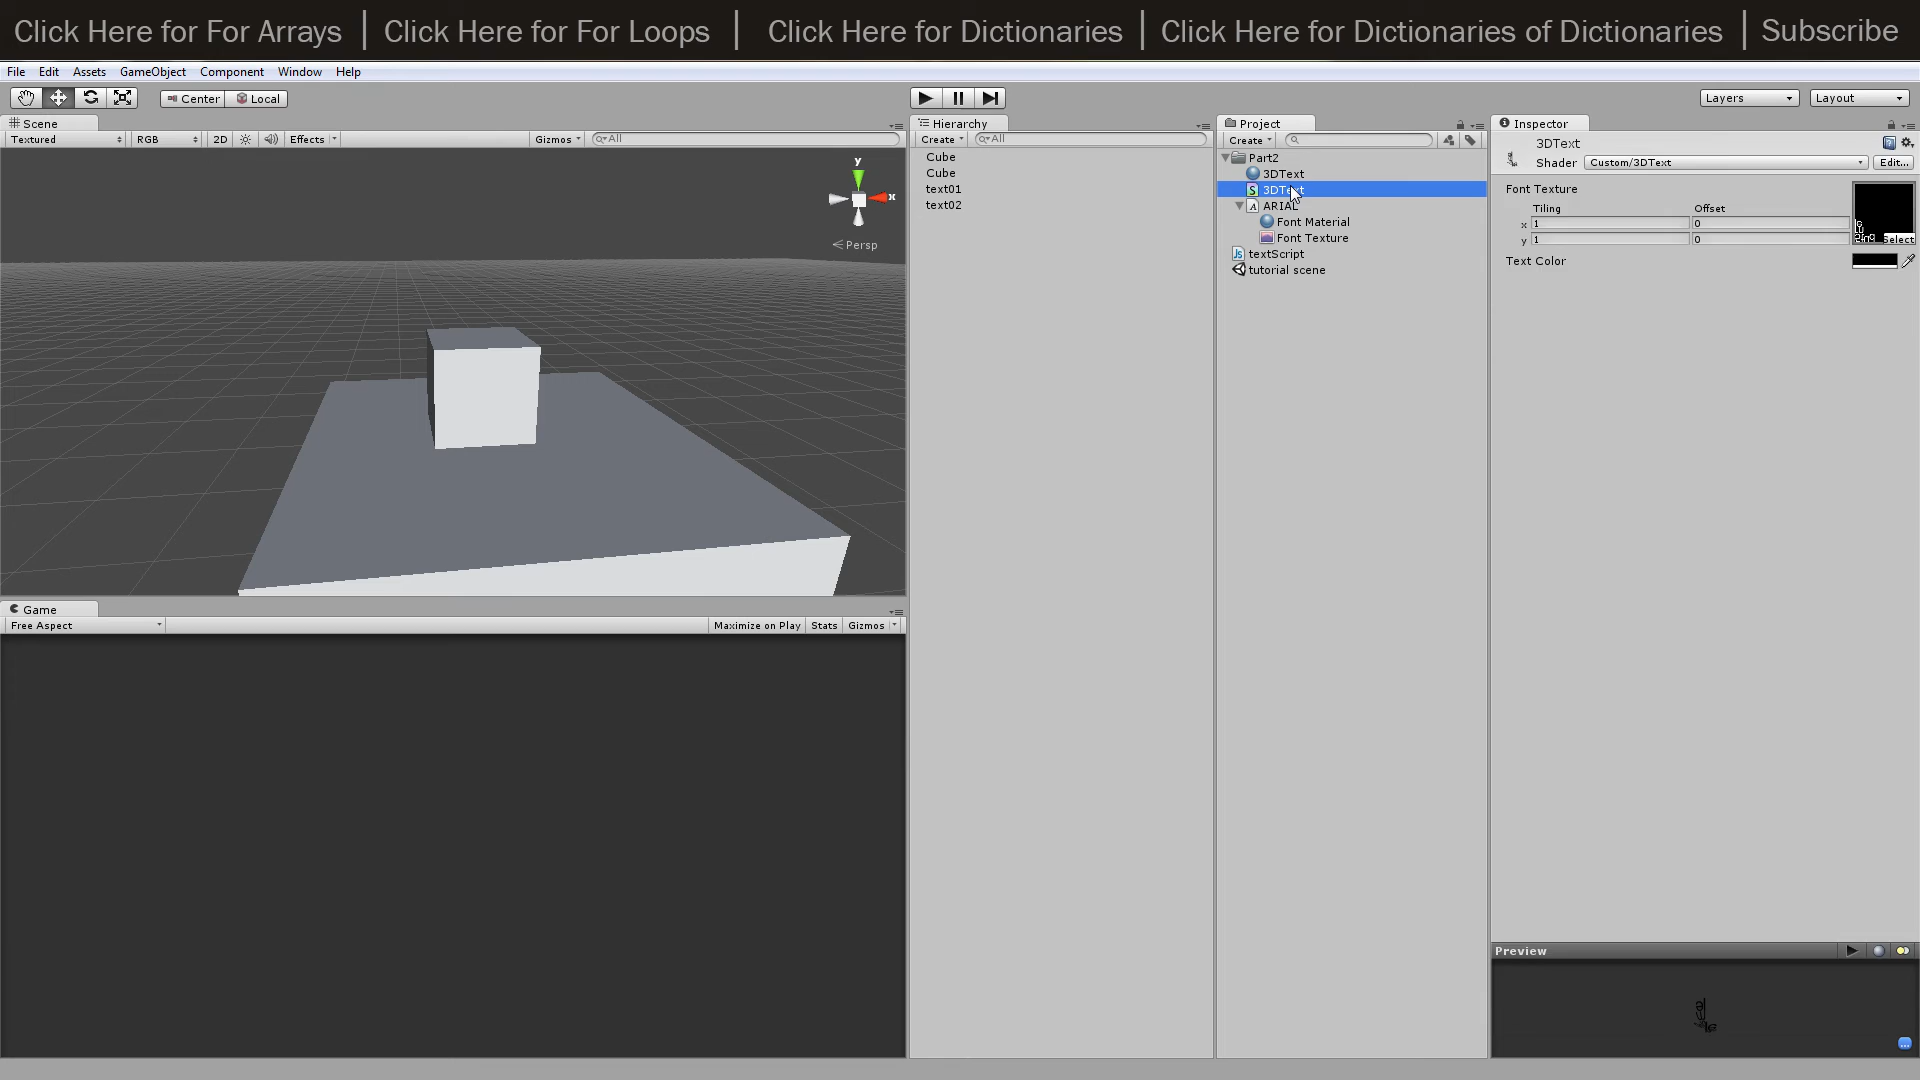 Click Here for For Arrays | Click Here for For Loops | Click Here for Dictionaries | Click Here for Dictionaries of Dictionaries | Subscribe
File Edit Assets GameObject Component Window Help
Center Local Layers Layout
Scene
Textured RGB 2D Effects Gizmos All
y
x
Persp
Game
Free Aspect Maximize on Play Stats Gizmos
Hierarchy
Create All
Cube
Cube
text01
text02
Project
Create
Part2
3DText
3DText
ARIAL
Font Material
Font Texture
textScript
tutorial scene
Inspector
3DText
Shader Custom/3DText Edit...
Font Texture
Tiling Offset
x 1 0
y 1 0
Select
Text Color
Preview